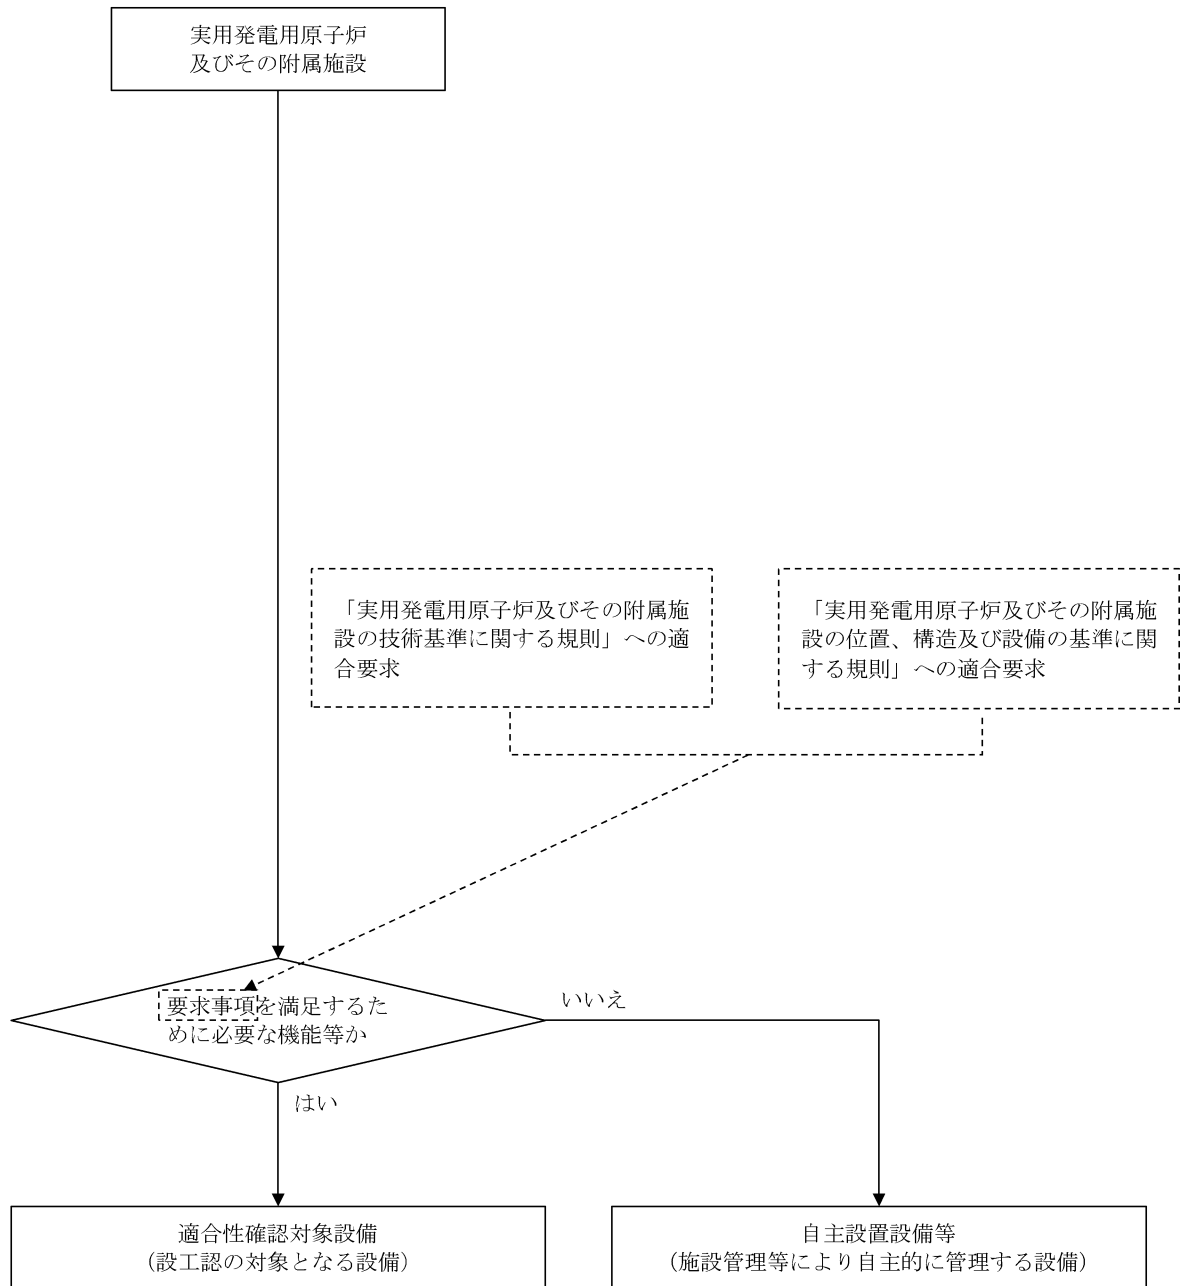 実用発電用原子炉
及びその附属施設
「実用発電用原子炉及びその附属施
設の技術基準に関する規則」への適
合要求
「実用発電用原子炉及びその附属施
設の位置、構造及び設備の基準に関
する規則」への適合要求
要求事項を満足するた
めに必要な機能等か
いいえ
はい
適合性確認対象設備
（設工認の対象となる設備）
自主設置設備等
（施設管理等により自主的に管理する設備）